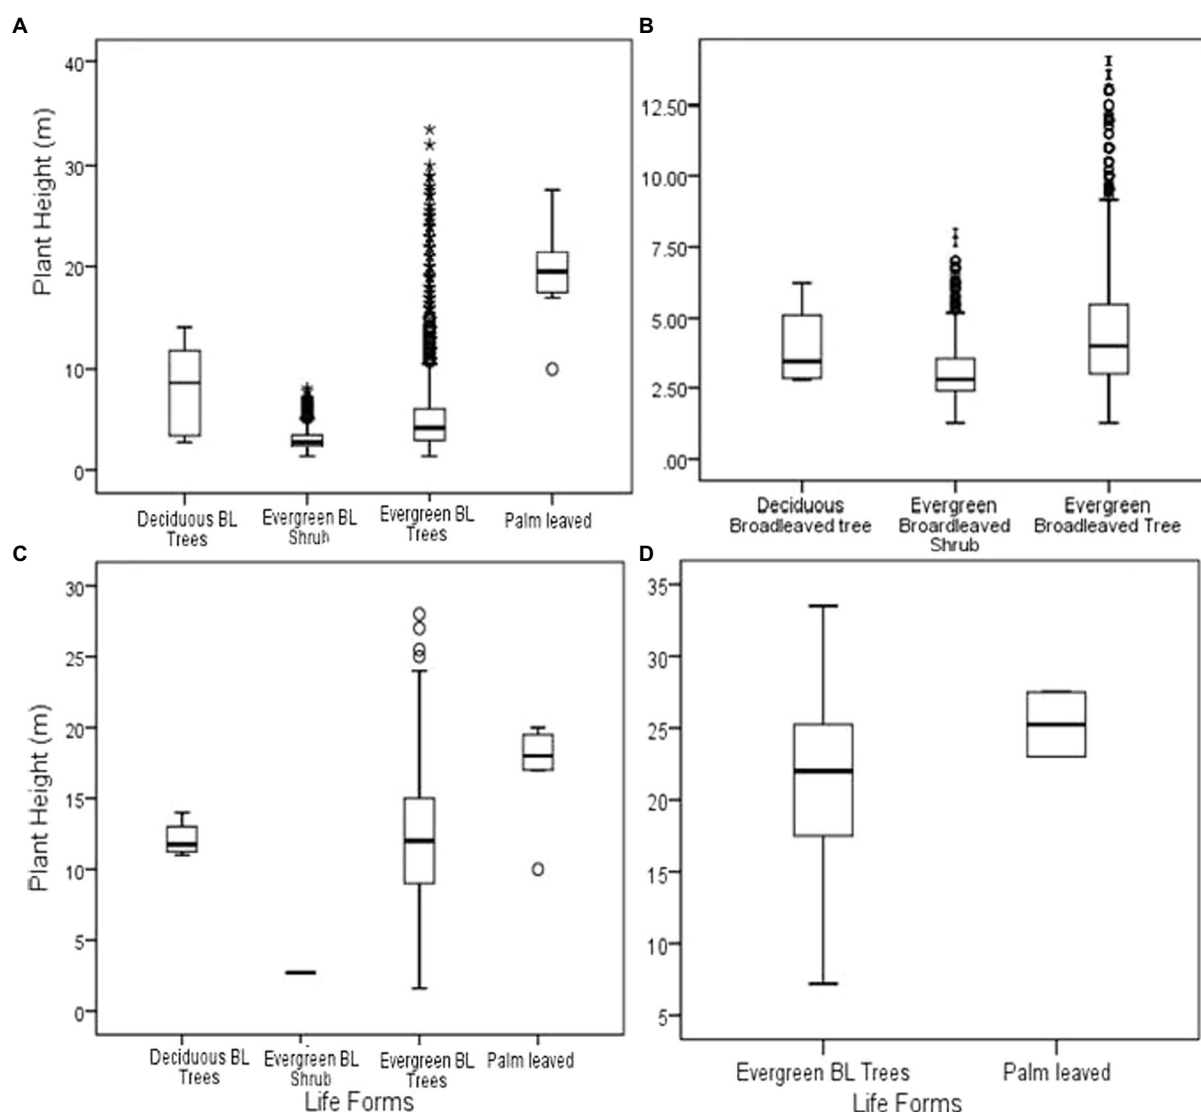 A
Plant Height (m)
40
30
20
10
0
Deciduous BL
Trees
Evergreen BL
Shrub
Evergreen BL
Trees
Palm leaved
B
12.50
10.00
7.50
5.00
2.50
.00
Deciduous
Broadleaved tree
Evergreen
Broardleaved
Shrub
Evergreen
Broadleaved Tree
C
Plant Height (m)
30
25
20
15
10
5
0
Deciduous BL
Trees
Evergreen BL
Shrub
Evergreen BL
Trees
Palm leaved
Life Forms
D
35
30
25
20
15
10
5
Evergreen BL Trees
Palm leaved
Life Forms